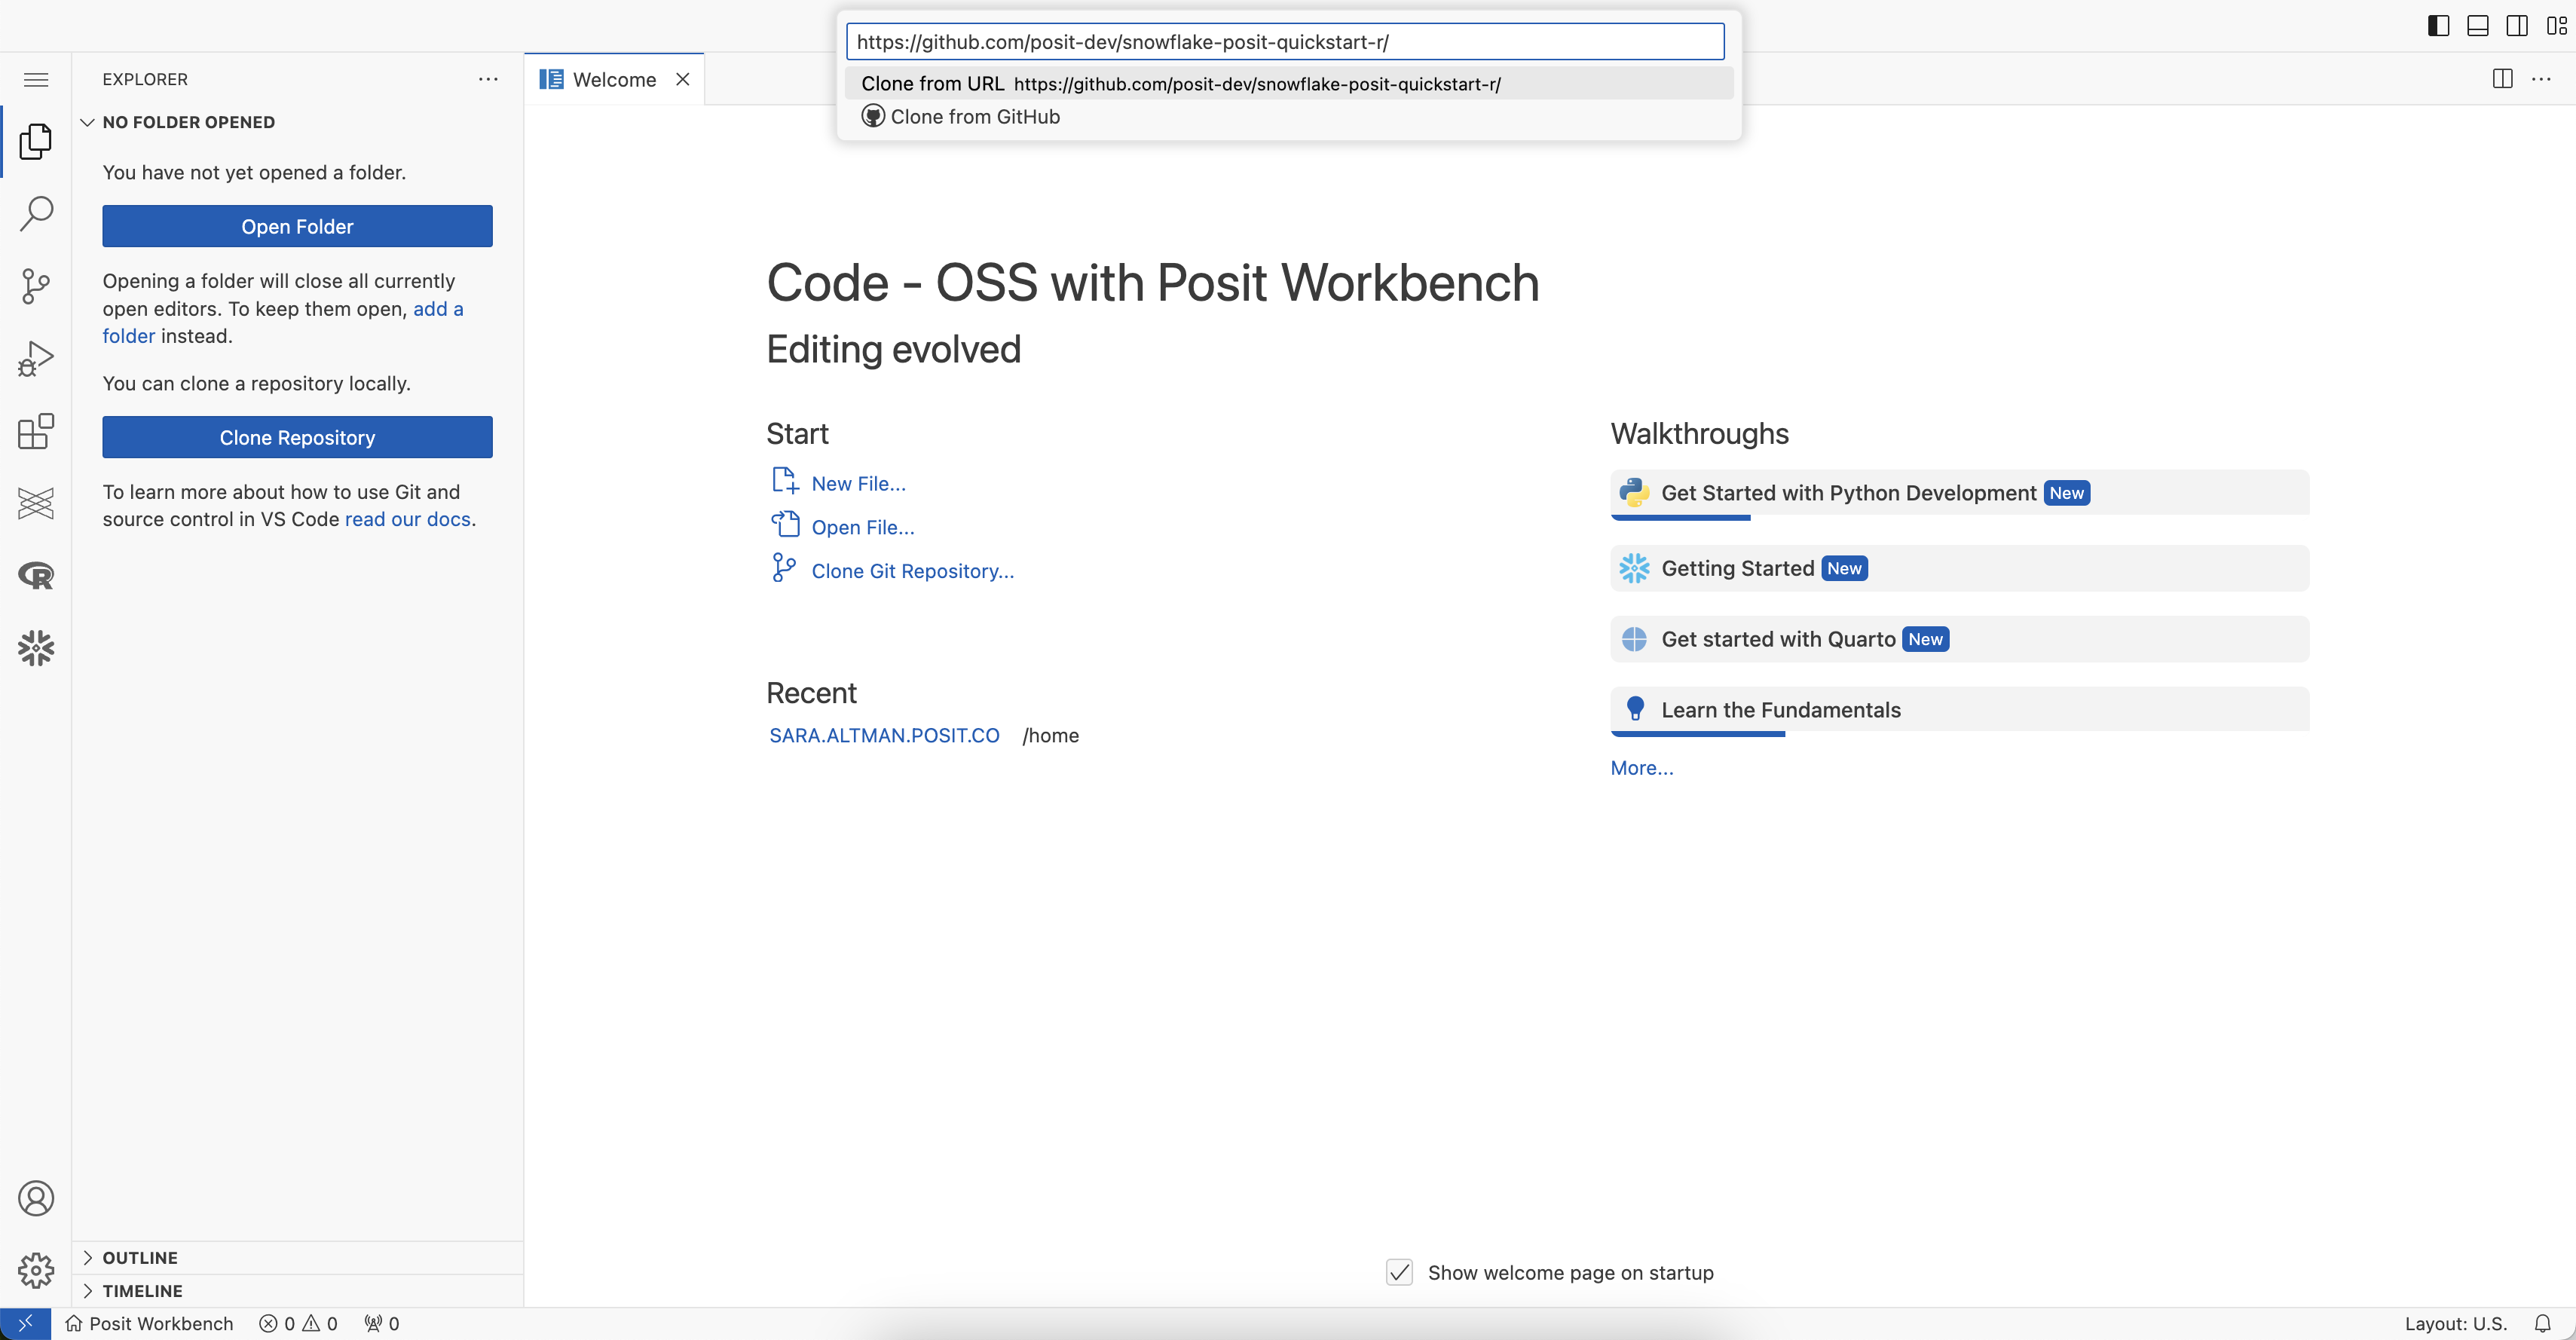 https://github.com/posit-dev/snowflake-posit-quickstart-r/
Clone from URL https://github.com/posit-dev/snowflake-posit-quickstart-r/
Clone from GitHub
EXPLORER
Welcome
NO FOLDER OPENED
You have not yet opened a folder.
Open Folder
Opening a folder will close all currently
open editors. To keep them open, add a
folder instead.
You can clone a repository locally.
Clone Repository
To learn more about how to use Git and
source control in VS Code read our docs.
OUTLINE
TIMELINE
Code - OSS with Posit Workbench
Editing evolved
Start
New File...
Open File...
Clone Git Repository...
Recent
SARA.ALTMAN.POSIT.CO /home
Walkthroughs
Get Started with Python Development New
Getting Started New
Get started with Quarto New
Learn the Fundamentals
More...
Show welcome page on startup
Posit Workbench 0 0 0
Layout: U.S.